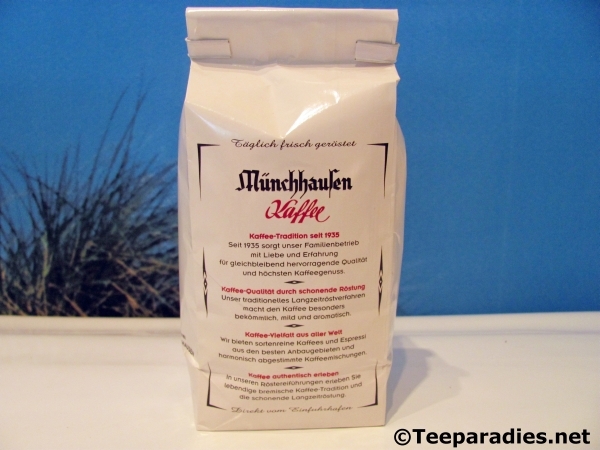 Täglich frisch geröstet
Münchhausen
Kaffee
Kaffee-Tradition seit 1935
Seit 1935 sorgt unser Familienbetrieb
mit Liebe und Erfahrung
für gleichbleibend hervorragende Qualität
und höchsten Kaffeegenuss.
Kaffee-Qualität durch schonende Röstung
Unser traditionelles Langzeitröstverfahren
macht den Kaffee besonders
bekömmlich, mild und aromatisch.
Kaffee-Vielfalt aus aller Welt
Wir bieten sortenreine Kaffees und Espressi
aus den besten Anbaugebieten und
harmonisch abgestimmte Kaffeemischungen.
Kaffee authentisch erleben
In unseren Röstereiführungen erleben Sie
lebendige bremische Kaffee-Tradition und
die schonende Langzeitröstung.
Direkt vom Einfuhrhafen
©Teeparadies.net